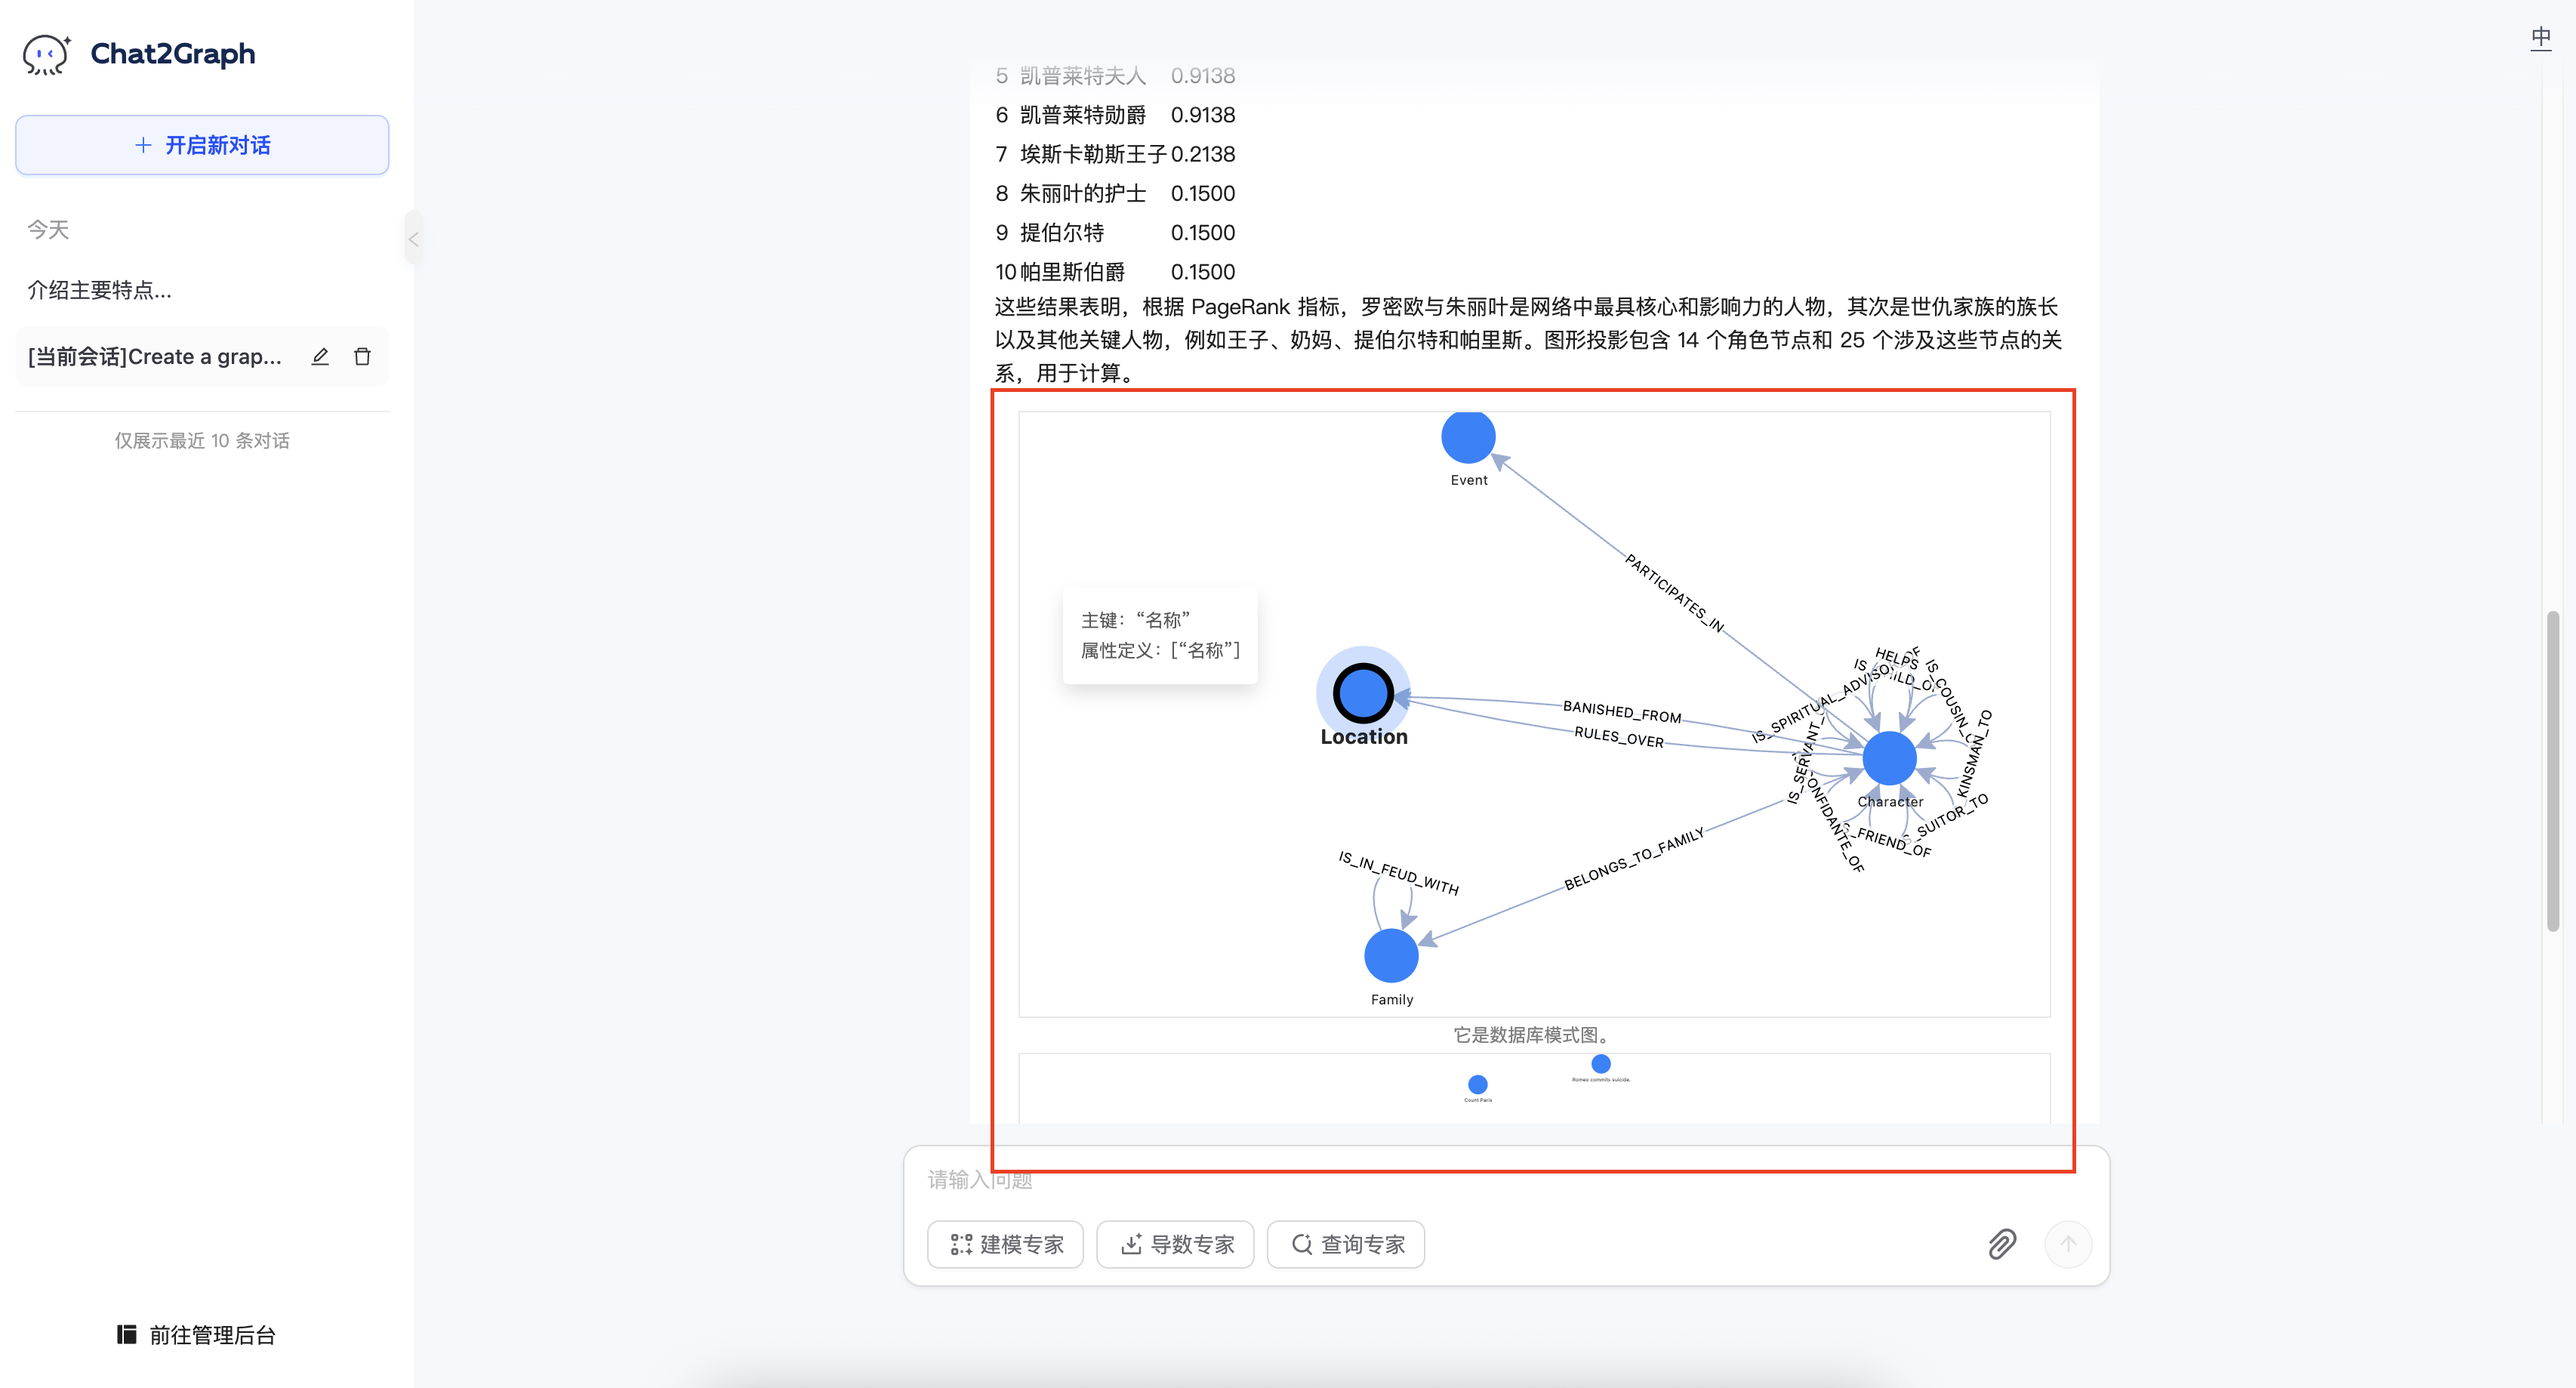 Chat2Graph
中
开启新对话
今天
介绍主要特点...
[当前会话]Create a grap...
仅展示最近 10 条对话
前往管理后台
5 凯普莱特夫人 0.9138
6 凯普莱特勋爵 0.9138
7 埃斯卡勒斯王子 0.2138
8 朱丽叶的护士 0.1500
9 提伯尔特 0.1500
10 帕里斯伯爵 0.1500
这些结果表明，根据 PageRank 指标，罗密欧与朱丽叶是网络中最具核心和影响力的人物，其次是世仇家族的族长
以及其他关键人物，例如王子、奶妈、提伯尔特和帕里斯。图形投影包含 14 个角色节点和 25 个涉及这些节点的关
系，用于计算。
Event
PARTICIPATES_IN
主键：“名称”
属性定义：[“名称”]
Location
BANISHED_FROM
RULES_OVER
HELPS
IS_SPIRITUAL_ADVISO
IS_COUSIN_O
KINSMAN_TO
IS_SERVANT_
Character
ONFIDANTE_OF
_FRIEND_OF
_SUITOR_TO
BELONGS_TO_FAMILY
IS_IN_FEUD_WITH
Family
它是数据库模式图。
Romeo commits suicide.
Count Paris
请输入问题
建模专家
导数专家
查询专家